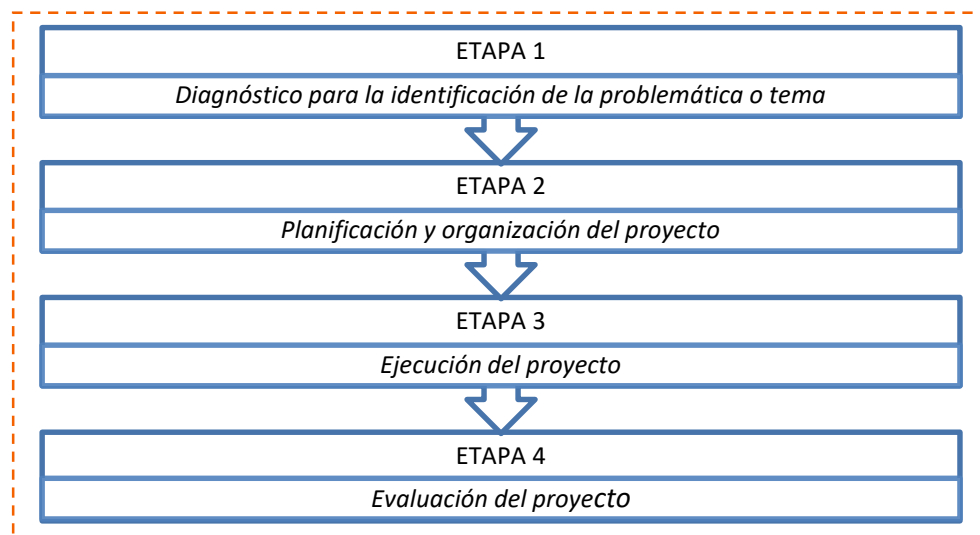 ETAPA 1
Diagnóstico para la identificación de la problemática o tema
ETAPA 2
Planificación y organización del proyecto
ETAPA 3
Ejecución del proyecto
ETAPA 4
Evaluación del proyecto